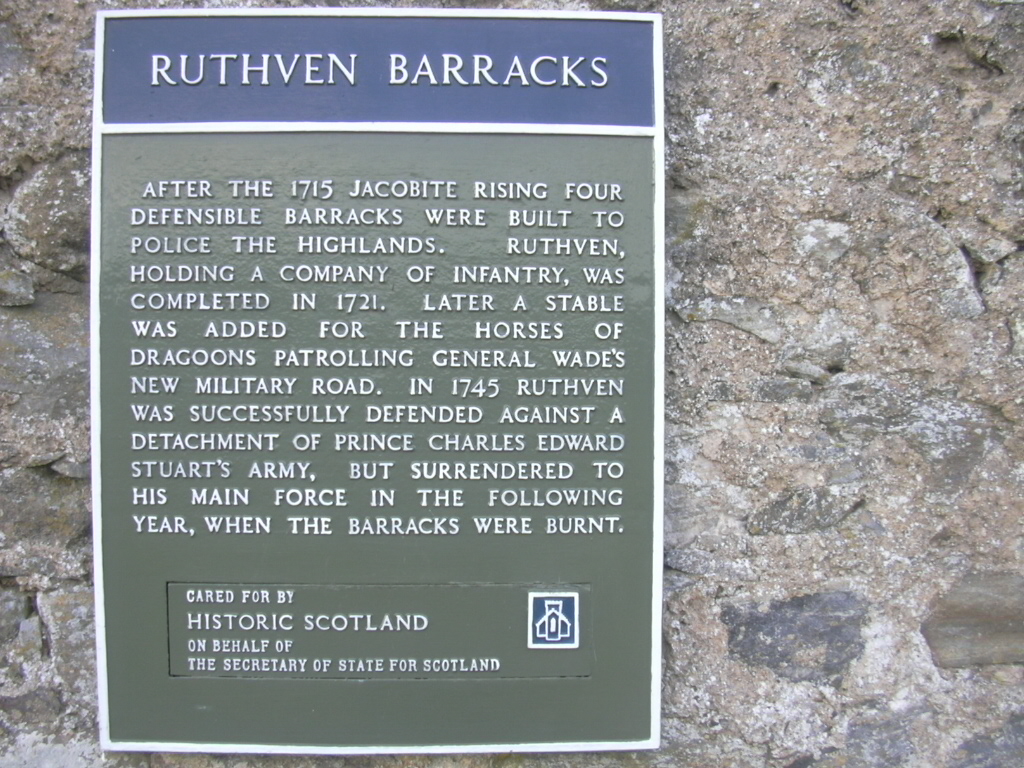 RUTHVEN BARRACKS
AFTER THE 1715 JACOBITE RISING FOUR
DEFENSIBLE BARRACKS WERE BUILT TO
POLICE THE HIGHLANDS. RUTHVEN,
HOLDING A COMPANY OF INFANTRY, WAS
COMPLETED IN 1721. LATER A STABLE
WAS ADDED FOR THE HORSES OF
DRAGOONS PATROLLING GENERAL WADE'S
NEW MILITARY ROAD. IN 1745 RUTHVEN
WAS SUCCESSFULLY DEFENDED AGAINST A
DETACHMENT OF PRINCE CHARLES EDWARD
STUART'S ARMY, BUT SURRENDERED TO
HIS MAIN FORCE IN THE FOLLOWING
YEAR, WHEN THE BARRACKS WERE BURNT.
CARED FOR BY
HISTORIC SCOTLAND
ON BEHALF OF
THE SECRETARY OF STATE FOR SCOTLAND